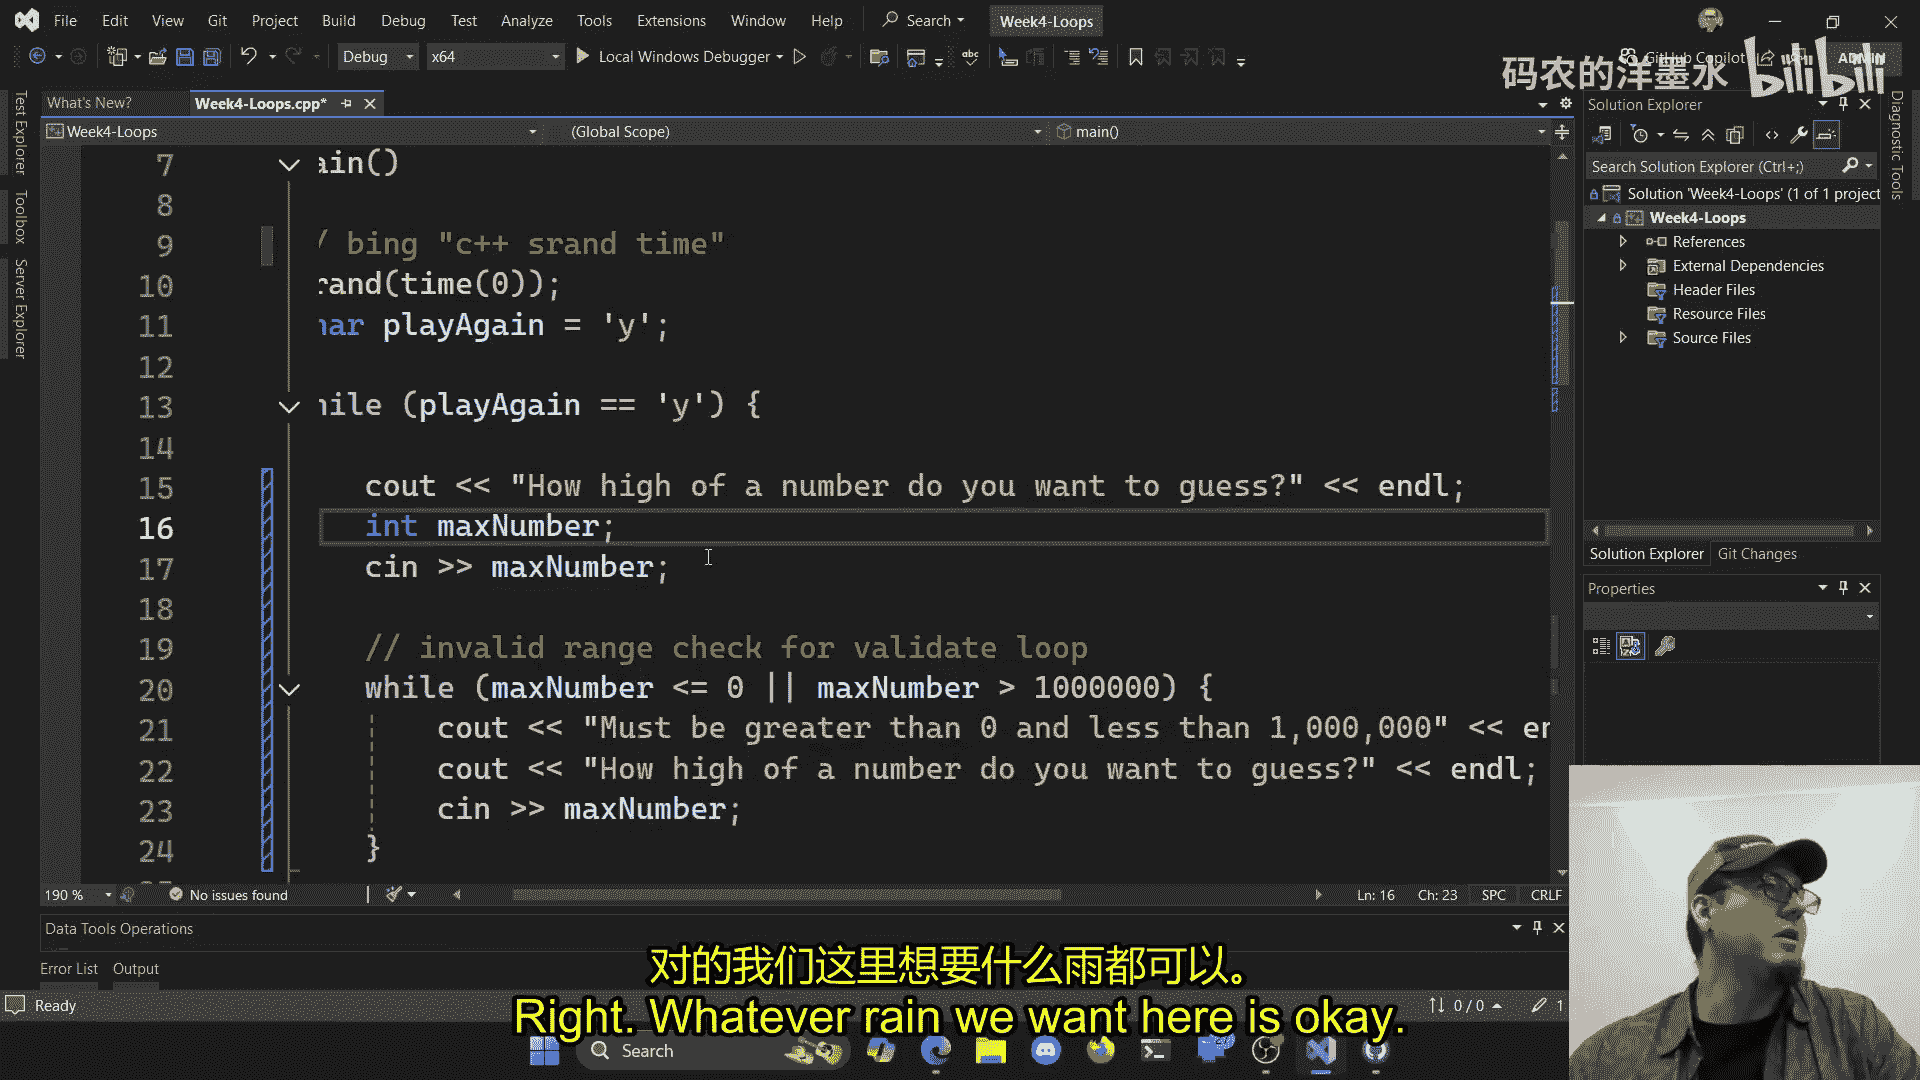 File Edit View Git Project Build Debug Test Analyze Tools Extensions Window Help Search Week4-Loops
Debug x64 Local Windows Debugger GitHub Copilot ADMIN
码农的洋墨水 bilibili
What's New? Week4-Loops.cpp*
Week4-Loops (Global Scope) main()
Test Explorer
Toolbox
Server Explorer
7 ain()
8
9 / bing "c++ srand time"
10 rand(time(0));
11 har playAgain = 'y';
12
13 hile (playAgain == 'y') {
14
15 cout << "How high of a number do you want to guess?" << endl;
16 int maxNumber;
17 cin >> maxNumber;
18
19 // invalid range check for validate loop
20 while (maxNumber <= 0 || maxNumber > 1000000) {
21 cout << "Must be greater than 0 and less than 1,000,000" << en
22 cout << "How high of a number do you want to guess?" << endl;
23 cin >> maxNumber;
24 }
190 % No issues found Ln: 16 Ch: 23 SPC CRLF
Data Tools Operations
Error List Output
Ready 0 / 0 1
Solution Explorer
Search Solution Explorer (Ctrl+;)
Solution 'Week4-Loops' (1 of 1 project
Week4-Loops
References
External Dependencies
Header Files
Resource Files
Source Files
Solution Explorer Git Changes
Properties
Diagnostic Tools
对的我们这里想要什么雨都可以。
Right. Whatever rain we want here is okay.
Search